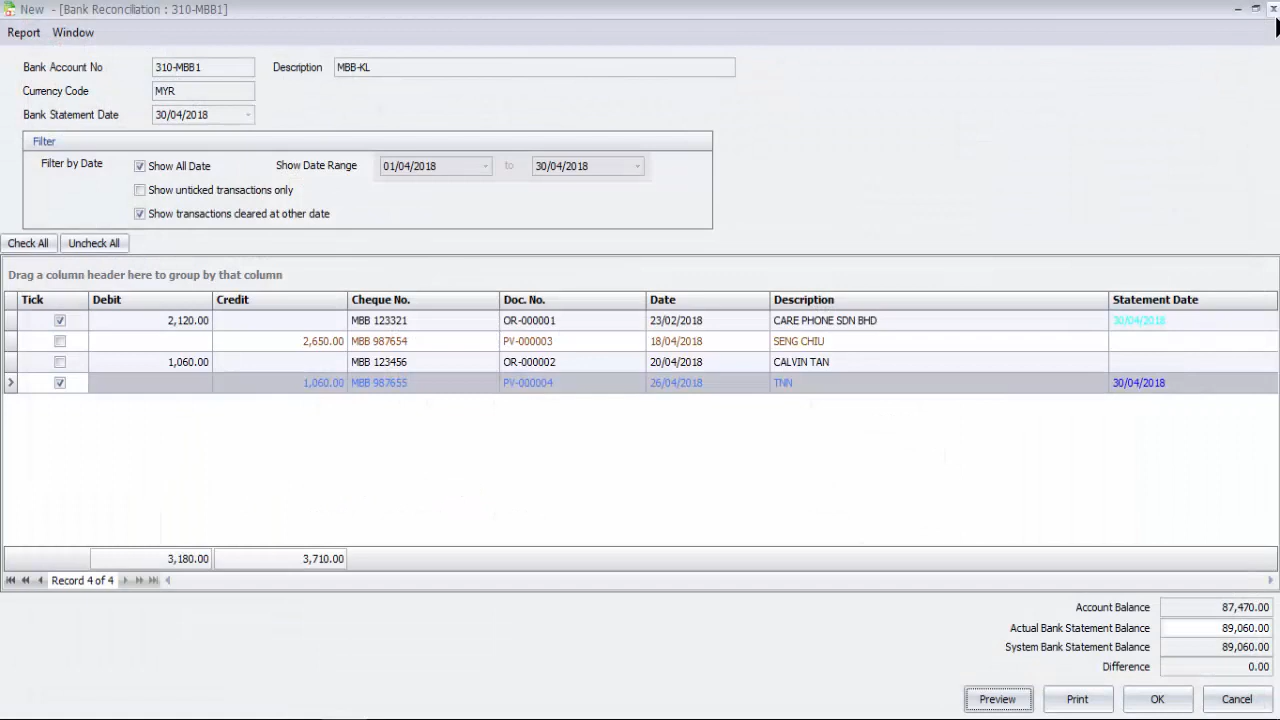 New - [Bank Reconciliation : 310-MBB1]
Report Window
Bank Account No 310-MBB1 Description MBB-KL
Currency Code MYR
Bank Statement Date 30/04/2018
Filter
Filter by Date Show All Date Show Date Range 01/04/2018 to 30/04/2018
Show unticked transactions only
Show transactions cleared at other date
Check All Uncheck All
Drag a column header here to group by that column
Tick Debit Credit Cheque No. Doc. No. Date Description Statement Date
2,120.00 MBB 123321 OR-000001 23/02/2018 CARE PHONE SDN BHD 30/04/2018
2,650.00 MBB 987654 PV-000003 18/04/2018 SENG CHIU
1,060.00 MBB 123456 OR-000002 20/04/2018 CALVIN TAN
1,060.00 MBB 987655 PV-000004 26/04/2018 TNN 30/04/2018
3,180.00 3,710.00
Record 4 of 4
Account Balance 87,470.00
Actual Bank Statement Balance 89,060.00
System Bank Statement Balance 89,060.00
Difference 0.00
Preview Print OK Cancel